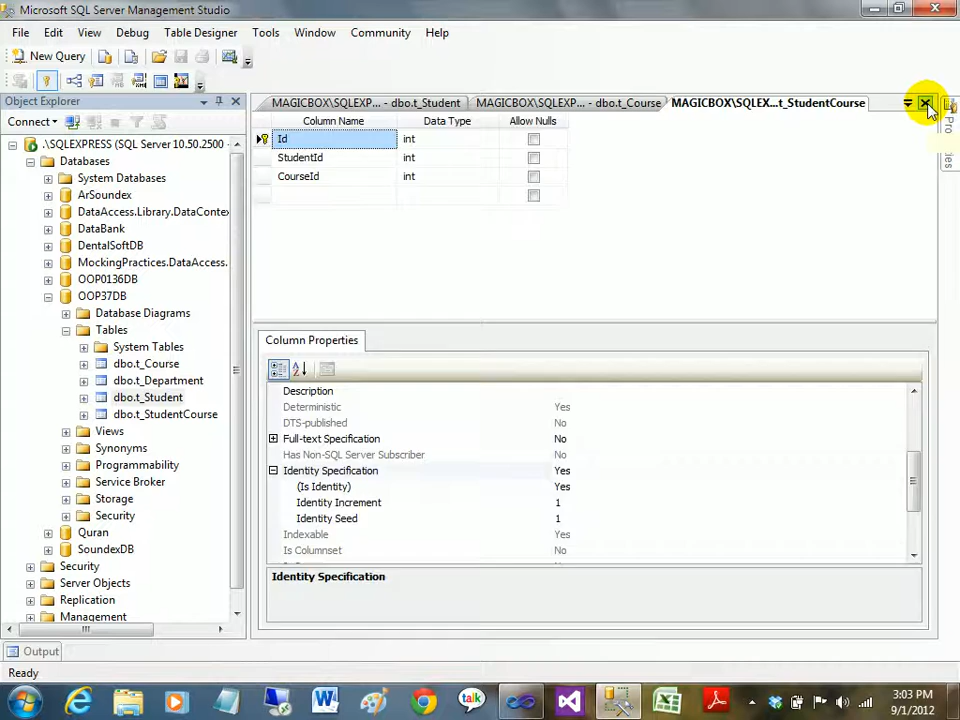 Microsoft SQL Server Management Studio
File Edit View Debug Table Designer Tools Window Community Help
New Query
Object Explorer
Connect
.\SQLEXPRESS (SQL Server 10.50.2500
Databases
System Databases
ArSoundex
DataAccess.Library.DataContex
DataBank
DentalSoftDB
MockingPractices.DataAccess.
OOP0136DB
OOP37DB
Database Diagrams
Tables
System Tables
dbo.t_Course
dbo.t_Department
dbo.t_Student
dbo.t_StudentCourse
Views
Synonyms
Programmability
Service Broker
Storage
Security
Quran
SoundexDB
Security
Server Objects
Replication
Management
MAGICBOX\SQLEXP... - dbo.t_Student MAGICBOX\SQLEXP... - dbo.t_Course MAGICBOX\SQLEX...t_StudentCourse
Column Name Data Type Allow Nulls
Id int
StudentId int
CourseId int
Column Properties
Description
Deterministic Yes
DTS-published No
Full-text Specification No
Has Non-SQL Server Subscriber No
Identity Specification Yes
(Is Identity) Yes
Identity Increment 1
Identity Seed 1
Indexable Yes
Is Columnset No
Identity Specification
Output
Ready
talk
3:03 PM
9/1/2012